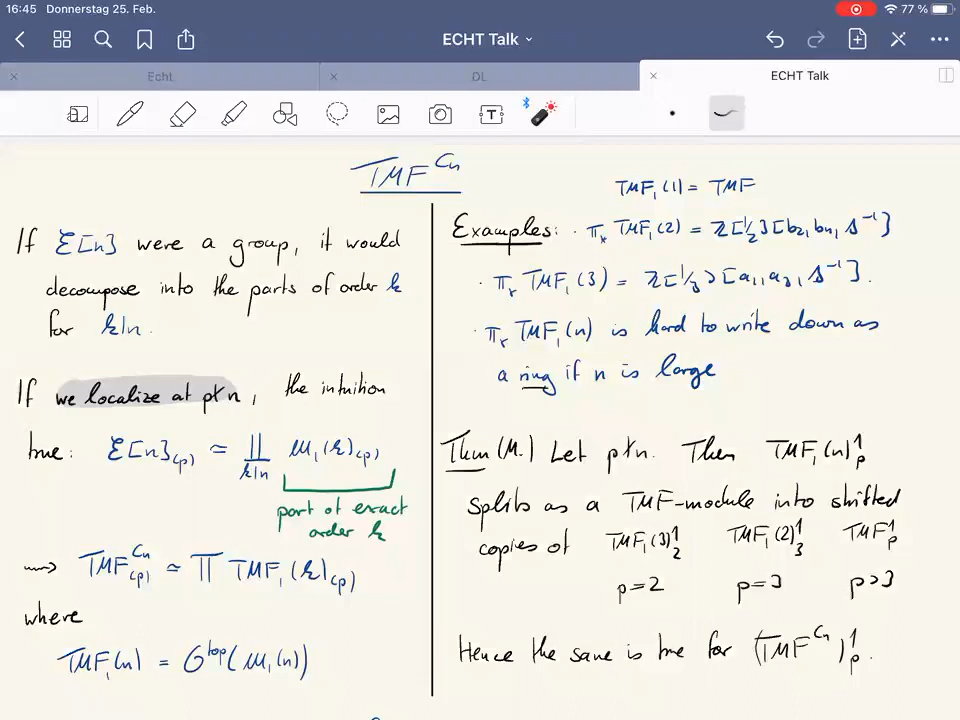 16:45 Donnerstag 25. Feb.
77 %
ECHT Talk
Echt
DL
ECHT Talk
TMF^{Cn}
If ℰ[n] were a group, it would
decompose into the parts of order k
for k|n.
If we localize at p∤n, the intuition
true: ℰ[n]_{(p)} ≃ ∐_{k|n} M_1(k)_{(p)}
part of exact
order k
⟿ TMF^{Cn}_{(p)} ≃ ∏ TMF_1(k)_{(p)}
where
TMF_1(n) = O^{top}(M_1(n))
TMF_1(1) = TMF
Examples: · π_* TMF_1(2) = Z[1/2][b_2, b_4, Δ^{-1}]
· π_* TMF_1(3) = Z[1/3][a_1, a_3, Δ^{-1}].
· π_* TMF_1(n) is hard to write down as
a ring if n is large
Thm (M.) Let p∤n. Then TMF_1(n)^∧_p
splits as a TMF-module into shifted
copies of TMF_1(3)^∧_2 TMF_1(2)^∧_3 TMF^∧_p
p=2 p=3 p>3
Hence the same is true for (TMF^{Cn})^∧_p.